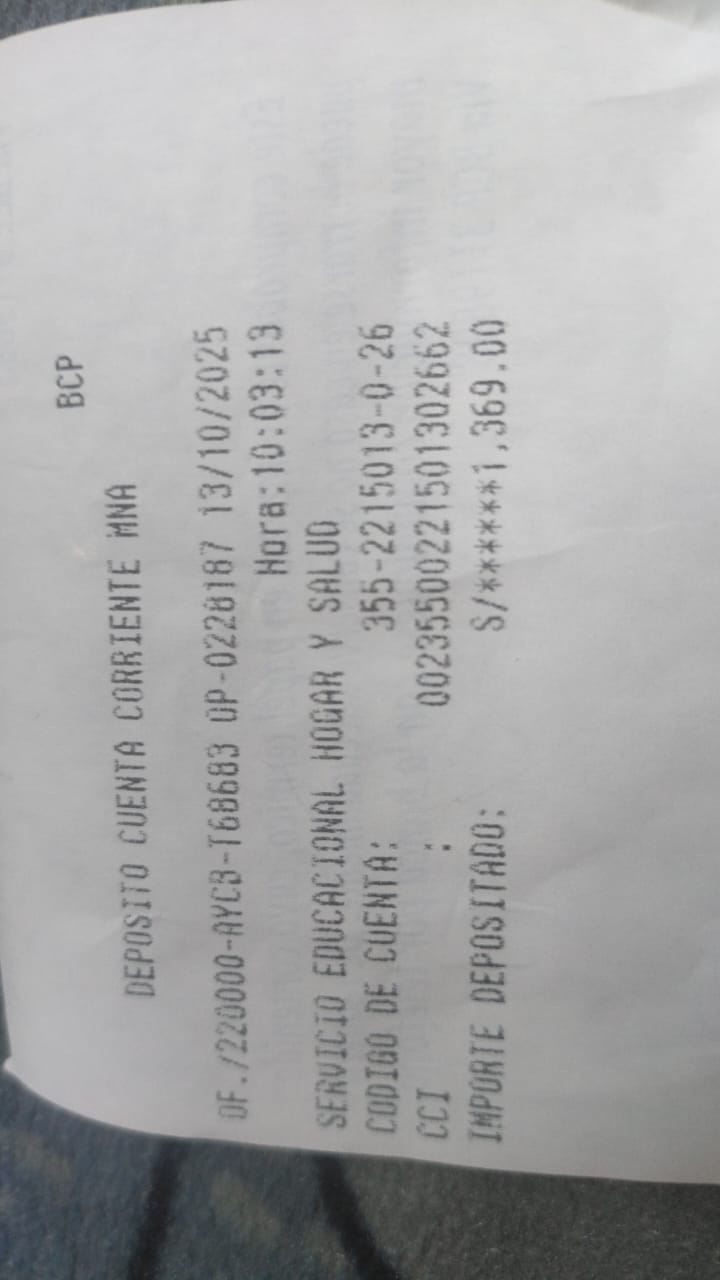 BCP
DEPOSITO CUENTA CORRIENTE MNA
OF./220000-AYCB-T68683 OP-0228187 13/10/2025
Hora:10:03:13
SERVICIO EDUCACIONAL HOGAR Y SALUD
CODIGO DE CUENTA: 355-2215013-0-26
CCI : 00235500221501302662
IMPORTE DEPOSITADO: S/******1,369.00